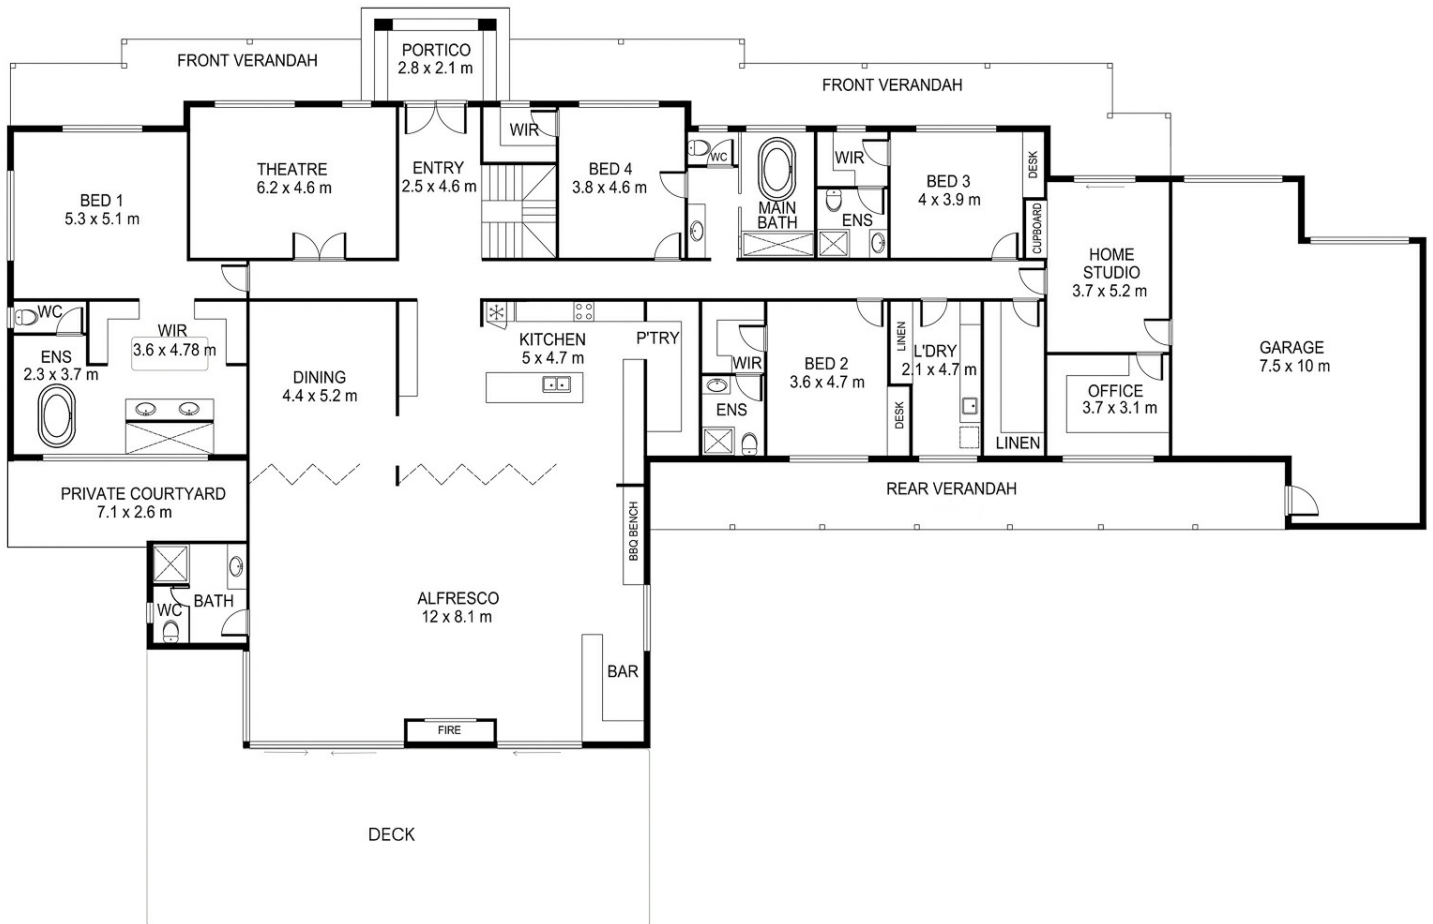 PORTICO
2.8 x 2.1 m
FRONT VERANDAH
FRONT VERANDAH
WIR
THEATRE
6.2 x 4.6 m
ENTRY
2.5 x 4.6 m
BED 4
3.8 x 4.6 m
WC
WIR
DESK
BED 3
4 x 3.9 m
BED 1
5.3 x 5.1 m
MAIN
BATH
ENS
CUPBOARD
HOME
STUDIO
3.7 x 5.2 m
WC
WIR
3.6 x 4.78 m
ENS
2.3 x 3.7 m
KITCHEN
5 x 4.7 m
P'TRY
WIR
BED 2
3.6 x 4.7 m
LINEN
L'DRY
2.1 x 4.7 m
GARAGE
7.5 x 10 m
DINING
4.4 x 5.2 m
OFFICE
3.7 x 3.1 m
ENS
DESK
LINEN
PRIVATE COURTYARD
7.1 x 2.6 m
REAR VERANDAH
BBQ BENCH
ALFRESCO
12 x 8.1 m
BATH
WC
BAR
FIRE
DECK